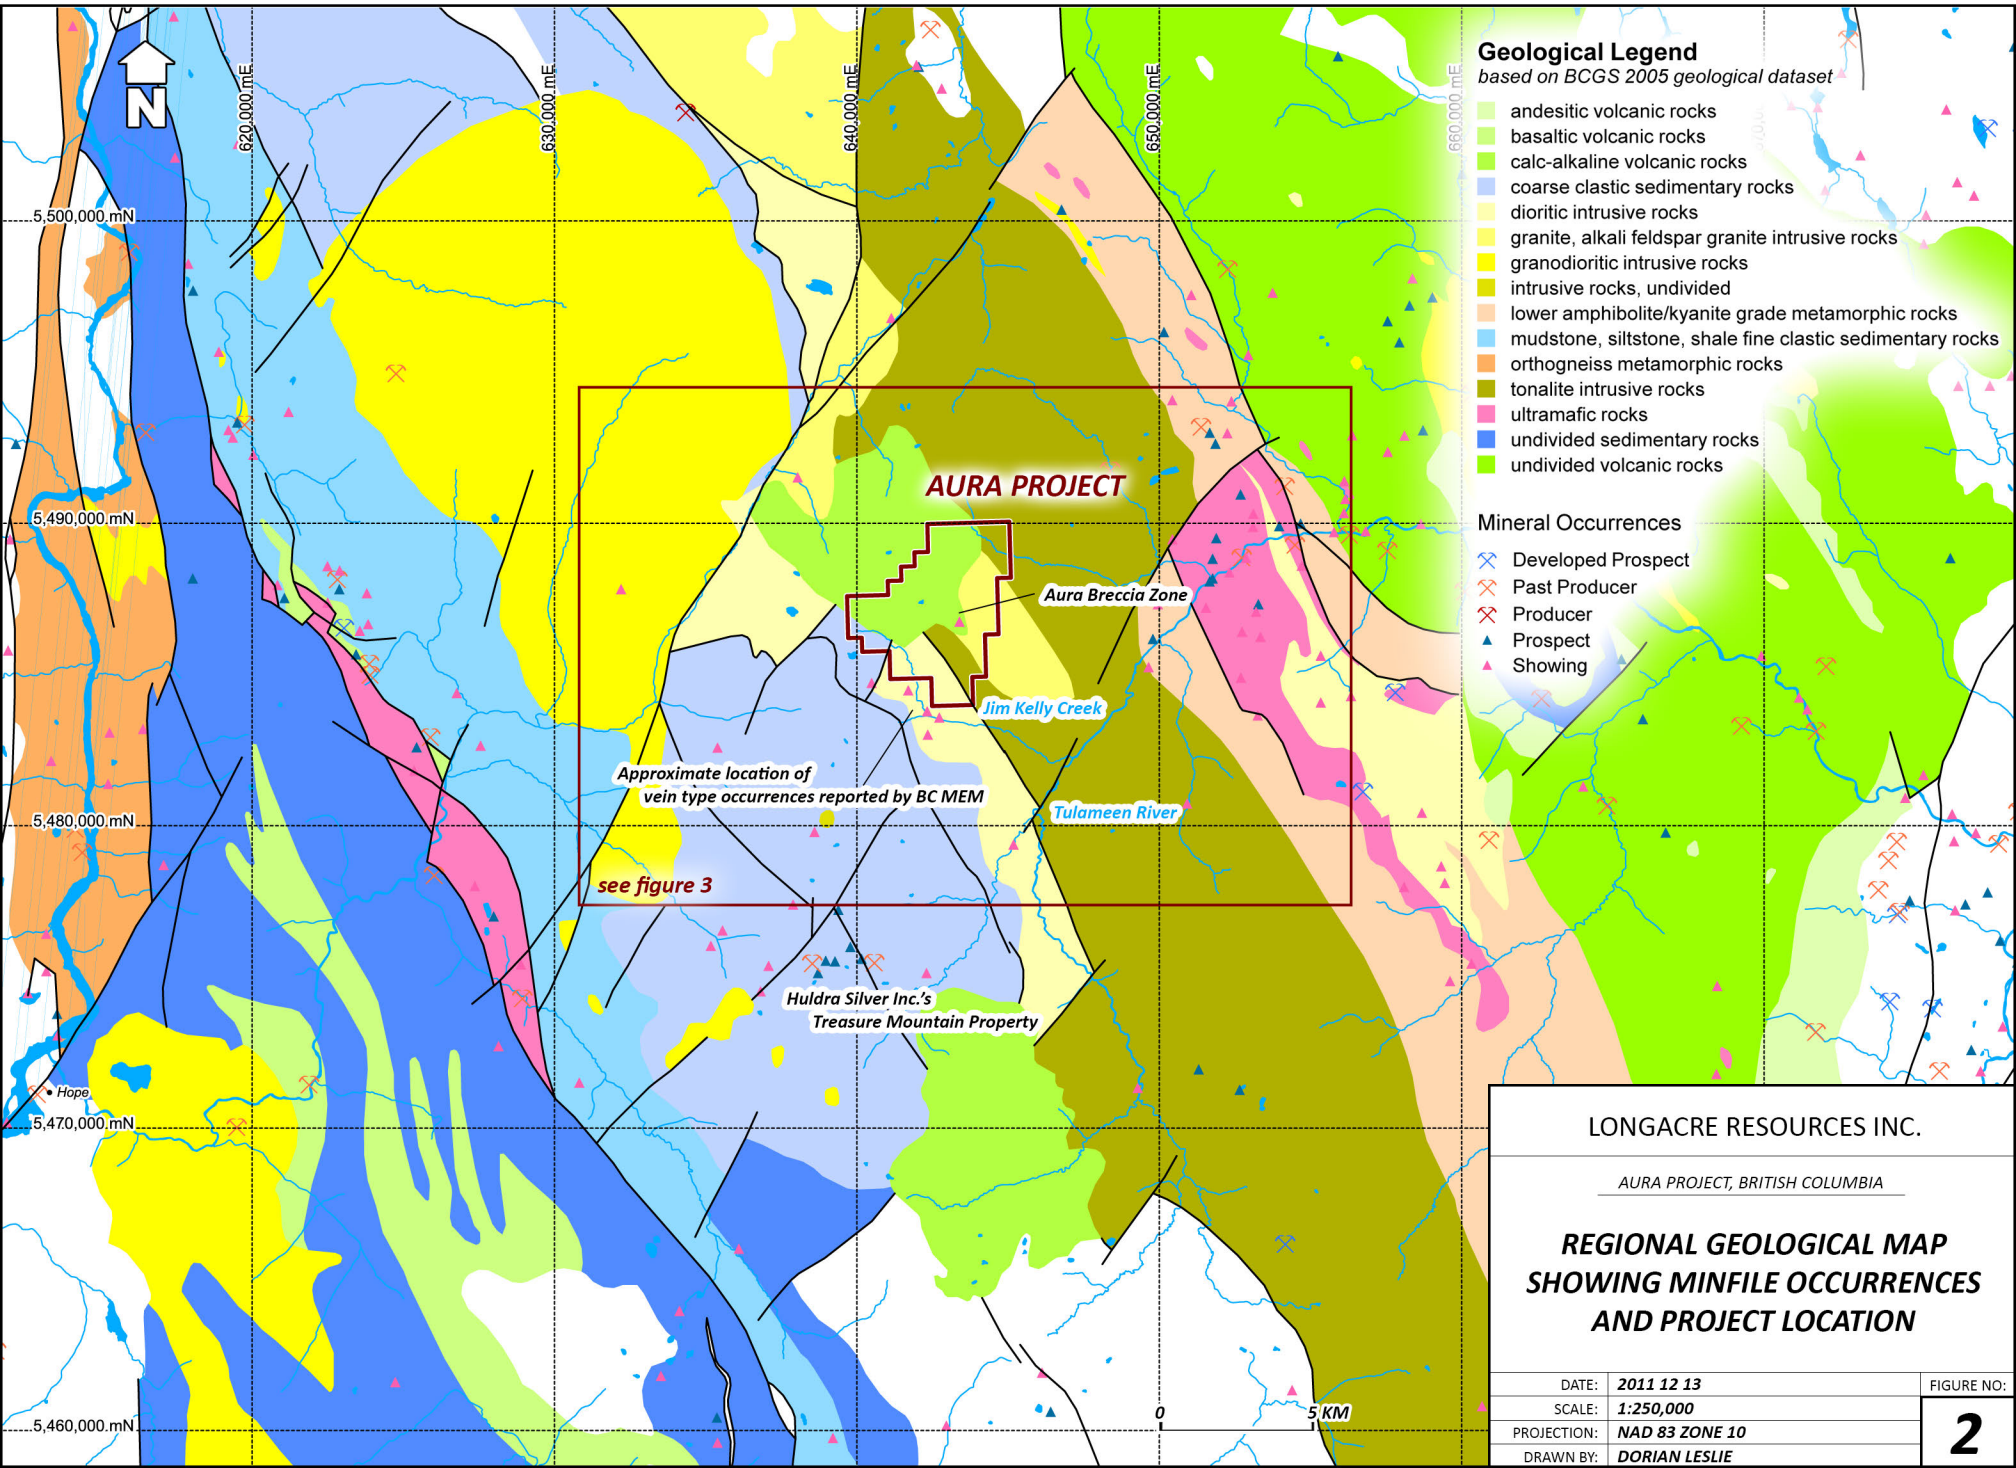 N
620,000 mE
630,000 mE
640,000 mE
650,000 mE
660,000 mE
5,500,000 mN
5,490,000 mN
5,480,000 mN
5,470,000 mN
5,460,000 mN
Geological Legend
based on BCGS 2005 geological dataset
andesitic volcanic rocks
basaltic volcanic rocks
calc-alkaline volcanic rocks
coarse clastic sedimentary rocks
dioritic intrusive rocks
granite, alkali feldspar granite intrusive rocks
granodioritic intrusive rocks
intrusive rocks, undivided
lower amphibolite/kyanite grade metamorphic rocks
mudstone, siltstone, shale fine clastic sedimentary rocks
orthogneiss metamorphic rocks
tonalite intrusive rocks
ultramafic rocks
undivided sedimentary rocks
undivided volcanic rocks
Mineral Occurrences
Developed Prospect
Past Producer
Producer
Prospect
Showing
AURA PROJECT
Aura Breccia Zone
Jim Kelly Creek
Approximate location of
vein type occurrences reported by BC MEM
Tulameen River
see figure 3
Huldra Silver Inc.'s
Treasure Mountain Property
Hope
0 5 KM
LONGACRE RESOURCES INC.
AURA PROJECT, BRITISH COLUMBIA
REGIONAL GEOLOGICAL MAP
SHOWING MINFILE OCCURRENCES
AND PROJECT LOCATION
DATE: 2011 12 13
SCALE: 1:250,000
PROJECTION: NAD 83 ZONE 10
DRAWN BY: DORIAN LESLIE
FIGURE NO:
2